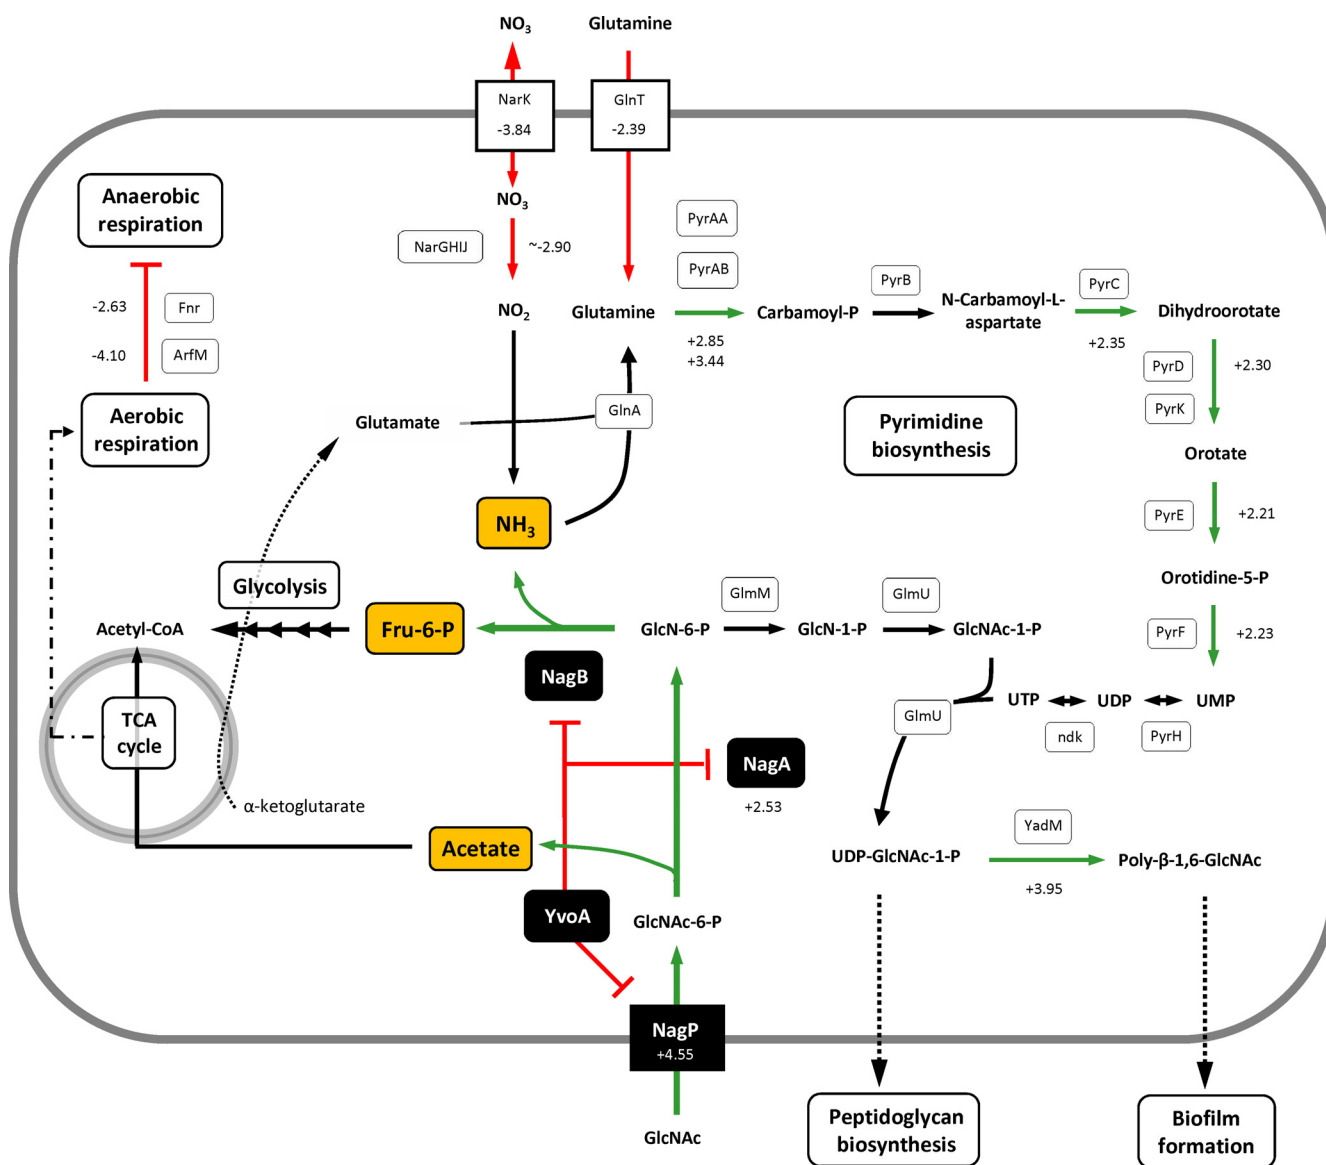 NO3
Glutamine
NarK
-3.84
GlnT
-2.39
Anaerobic
respiration
NO3
NarGHIJ
~-2.90
PyrAA
PyrAB
-2.63
Fnr
-4.10
ArfM
NO2
Glutamine
+2.85
+3.44
Carbamoyl-P
PyrB
N-Carbamoyl-L-
aspartate
PyrC
+2.35
Dihydroorotate
PyrD
+2.30
PyrK
Aerobic
respiration
Glutamate
GlnA
Pyrimidine
biosynthesis
Orotate
PyrE
+2.21
NH3
Orotidine-5-P
Glycolysis
Acetyl-CoA
Fru-6-P
GlcN-6-P
GlmM
GlcN-1-P
GlmU
GlcNAc-1-P
PyrF
+2.23
NagB
TCA
cycle
GlmU
UTP
UDP
UMP
ndk
PyrH
NagA
+2.53
α-ketoglutarate
Acetate
YadM
UDP-GlcNAc-1-P
+3.95
Poly-β-1,6-GlcNAc
YvoA
GlcNAc-6-P
NagP
+4.55
GlcNAc
Peptidoglycan
biosynthesis
Biofilm
formation